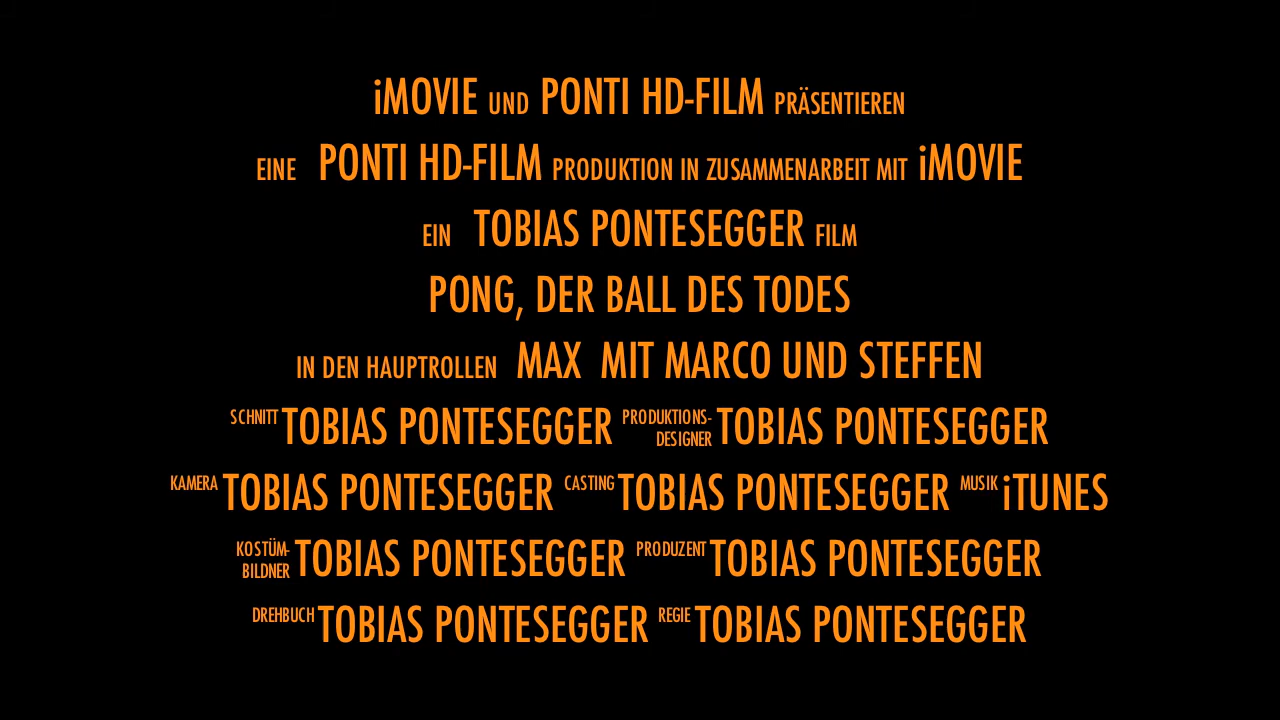 iMOVIE UND PONTI HD-FILM PRÄSENTIEREN
EINE PONTI HD-FILM PRODUKTION IN ZUSAMMENARBEIT MIT iMOVIE
EIN TOBIAS PONTESEGGER FILM
PONG, DER BALL DES TODES
IN DEN HAUPTROLLEN MAX MIT MARCO UND STEFFEN
SCHNITT TOBIAS PONTESEGGER PRODUKTIONS-DESIGNER TOBIAS PONTESEGGER
KAMERA TOBIAS PONTESEGGER CASTING TOBIAS PONTESEGGER MUSIK iTUNES
KOSTÜM-BILDNER TOBIAS PONTESEGGER PRODUZENT TOBIAS PONTESEGGER
DREHBUCH TOBIAS PONTESEGGER REGIE TOBIAS PONTESEGGER